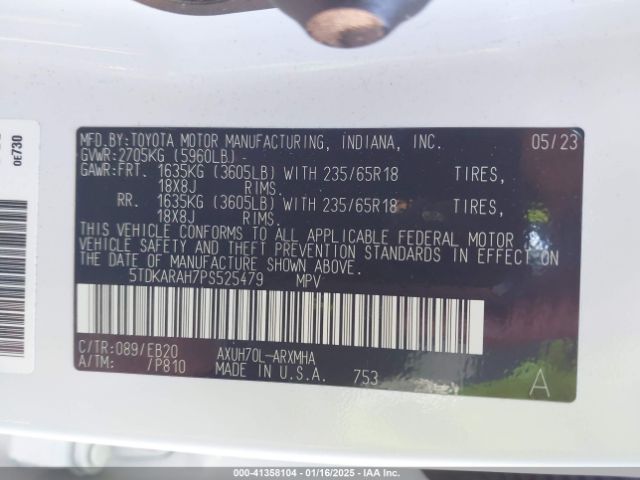 0E730
MFD.BY:TOYOTA MOTOR MANUFACTURING, INDIANA, INC. 05/23
GVWR:2705KG (5960LB) -
GAWR:FRT. 1635KG (3605LB) WITH 235/65R18 TIRES,
18X8J RIMS.
RR. 1635KG (3605LB) WITH 235/65R18 TIRES,
18X8J RIMS.
THIS VEHICLE CONFORMS TO ALL APPLICABLE FEDERAL MOTOR
VEHICLE SAFETY AND THEFT PREVENTION STANDARDS IN EFFECT ON
THE DATE OF MANUFACTURE SHOWN ABOVE.
5TDKARAH7PS525479 MPV
C/TR:089/EB20 AXUH70L-ARXMHA
A/TM: /P810 MADE IN U.S.A. 753
A
000-41358104 | 01/16/2025 - IAA Inc.